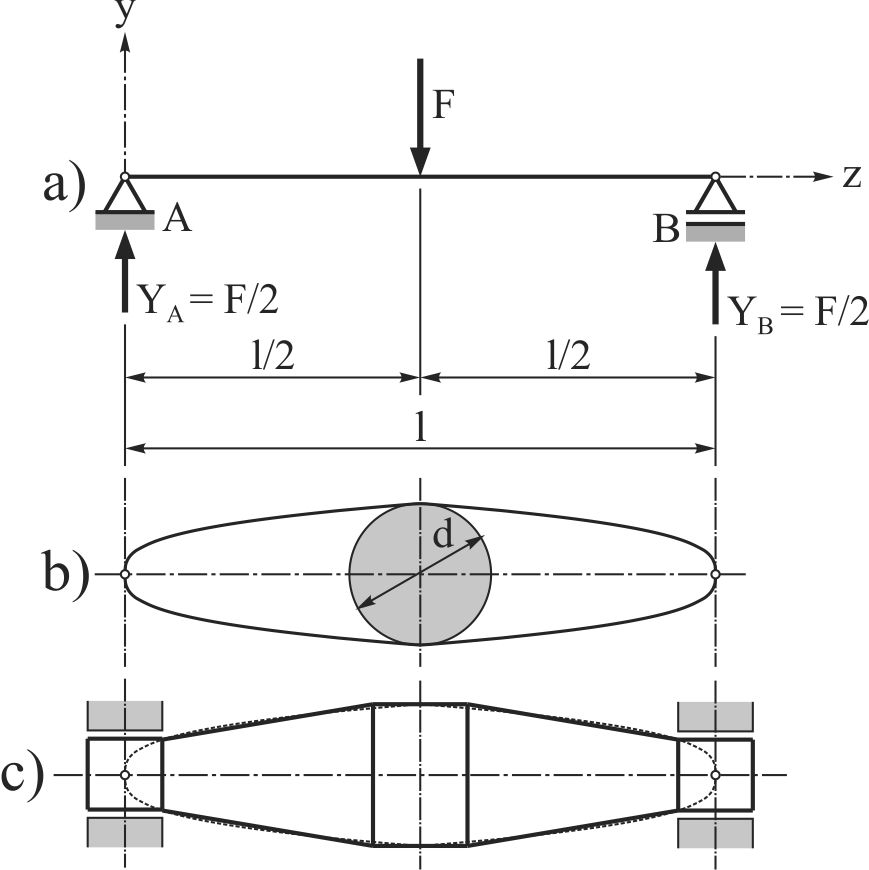 y
F
a)
z
A
B
Y_A = F/2
Y_B = F/2
l/2
l/2
l
b)
d
c)